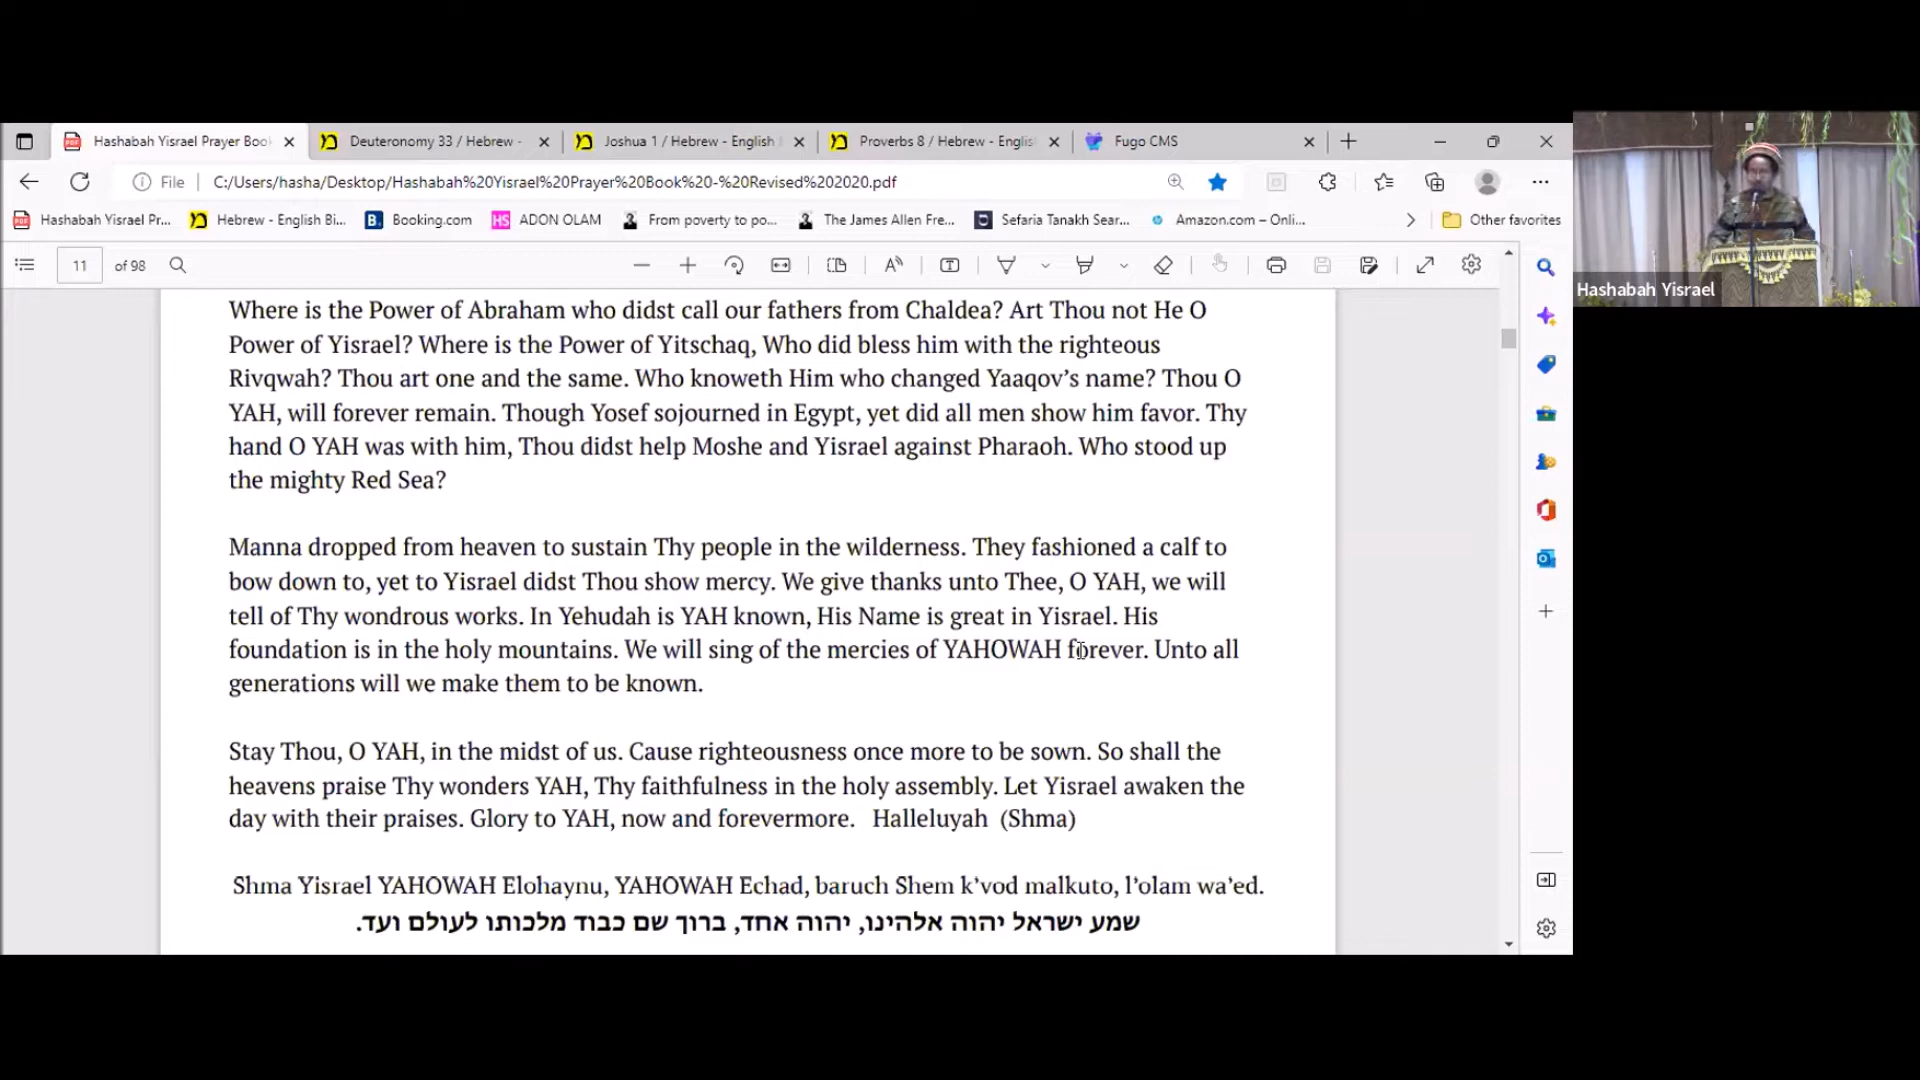 Hashabah Yisrael Prayer Boo
Deuteronomy 33 / Hebrew -
Joshua 1 / Hebrew - English
Proverbs 8 / Hebrew - Englis
Fugo CMS
File
C:/Users/hasha/Desktop/Hashabah%20Yisrael%20Prayer%20Book%20-%20Revised%202020.pdf
Hashabah Yisrael Pr...
Hebrew - English Bi...
Booking.com
ADON OLAM
From poverty to po...
The James Allen Fre...
Sefaria Tanakh Sear...
Amazon.com – Onli...
Other favorites
11 of 98
Hashabah Yisrael
Where is the Power of Abraham who didst call our fathers from Chaldea? Art Thou not He O
Power of Yisrael? Where is the Power of Yitschaq, Who did bless him with the righteous
Rivqwah? Thou art one and the same. Who knoweth Him who changed Yaaqov's name? Thou O
YAH, will forever remain. Though Yosef sojourned in Egypt, yet did all men show him favor. Thy
hand O YAH was with him, Thou didst help Moshe and Yisrael against Pharaoh. Who stood up
the mighty Red Sea?
Manna dropped from heaven to sustain Thy people in the wilderness. They fashioned a calf to
bow down to, yet to Yisrael didst Thou show mercy. We give thanks unto Thee, O YAH, we will
tell of Thy wondrous works. In Yehudah is YAH known, His Name is great in Yisrael. His
foundation is in the holy mountains. We will sing of the mercies of YAHOWAH forever. Unto all
generations will we make them to be known.
Stay Thou, O YAH, in the midst of us. Cause righteousness once more to be sown. So shall the
heavens praise Thy wonders YAH, Thy faithfulness in the holy assembly. Let Yisrael awaken the
day with their praises. Glory to YAH, now and forevermore. Halleluyah (Shma)
Shma Yisrael YAHOWAH Elohaynu, YAHOWAH Echad, baruch Shem k'vod malkuto, l'olam wa'ed.
שמע ישראל יהוה אלהינו, יהוה אחד, ברוך שם כבוד מלכותו לעולם ועד.